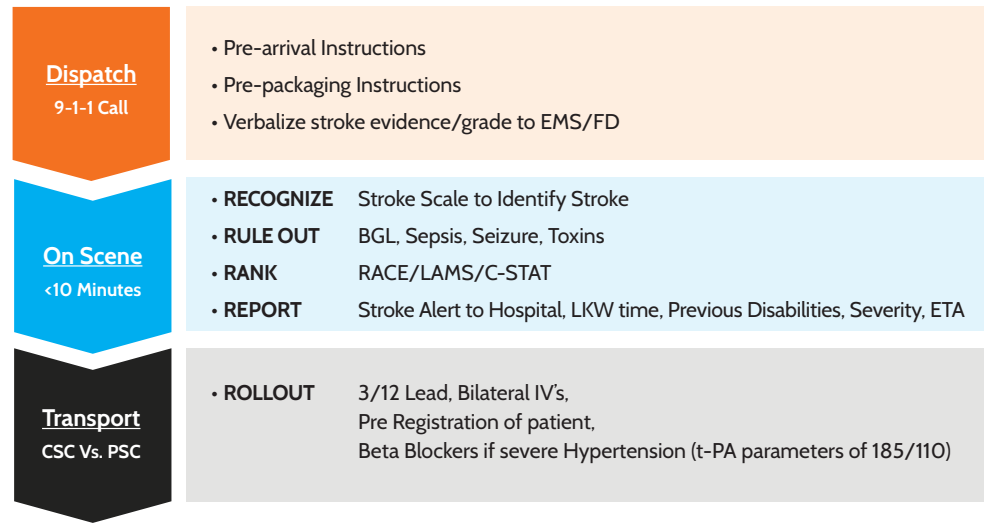 Dispatch
9-1-1 Call
• Pre-arrival Instructions
• Pre-packaging Instructions
• Verbalize stroke evidence/grade to EMS/FD
On Scene
<10 Minutes
• RECOGNIZE Stroke Scale to Identify Stroke
• RULE OUT BGL, Sepsis, Seizure, Toxins
• RANK RACE/LAMS/C-STAT
• REPORT Stroke Alert to Hospital, LKW time, Previous Disabilities, Severity, ETA
Transport
CSC Vs. PSC
• ROLLOUT 3/12 Lead, Bilateral IV's,
Pre Registration of patient,
Beta Blockers if severe Hypertension (t-PA parameters of 185/110)